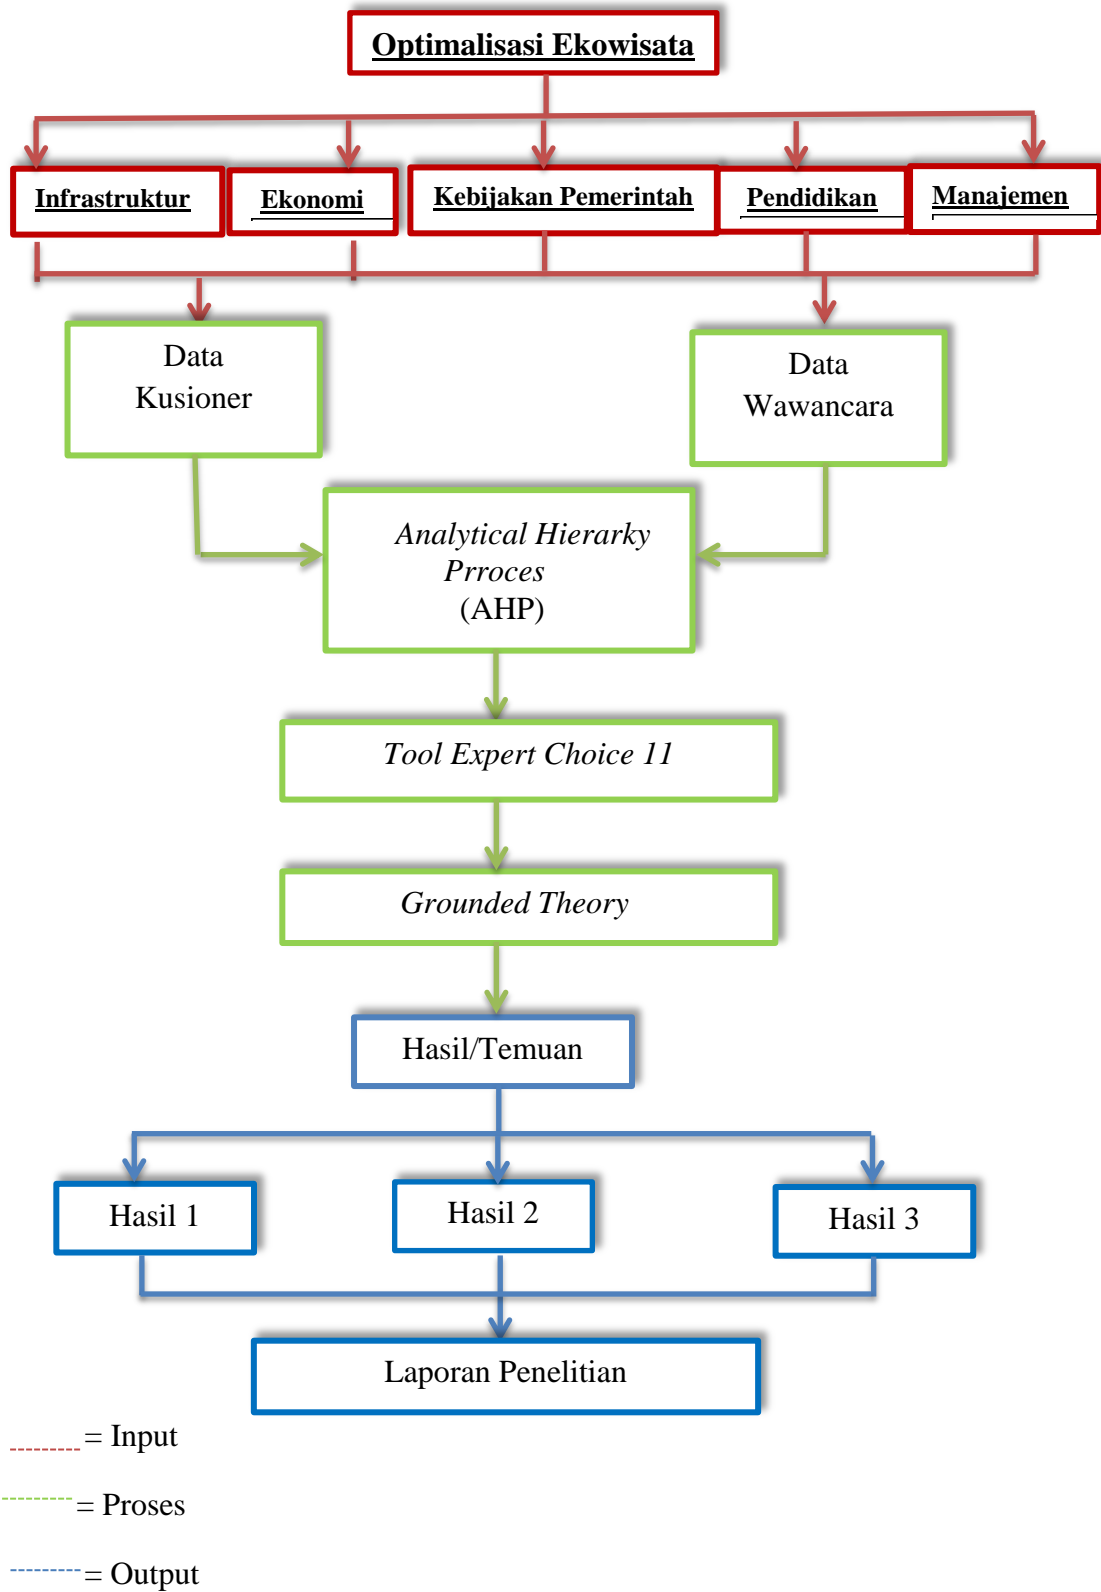 Optimalisasi Ekowisata
Infrastruktur
Ekonomi
Kebijakan Pemerintah
Pendidikan
Manajemen
Data
Kusioner
Data
Wawancara
Analytical Hierarky
Prroces
(AHP)
Tool Expert Choice 11
Grounded Theory
Hasil/Temuan
Hasil 1
Hasil 2
Hasil 3
Laporan Penelitian
= Input
= Proses
= Output